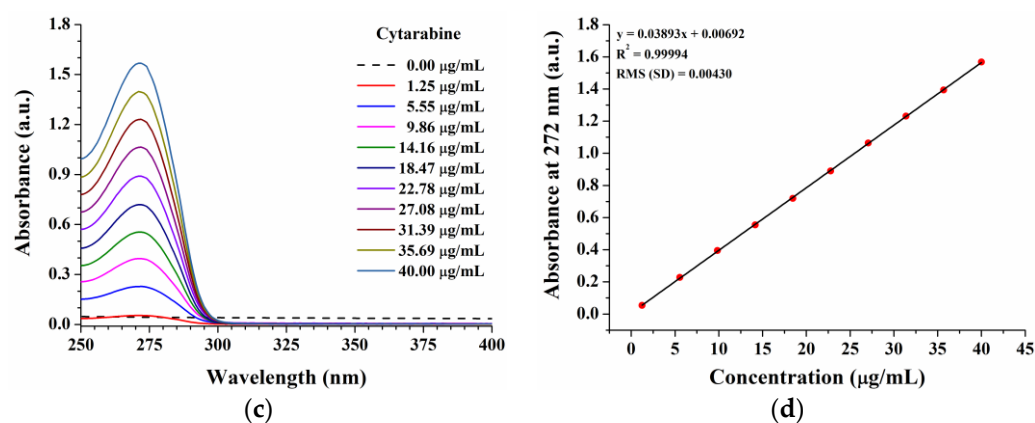 1.8
1.5
1.2
0.9
0.6
0.3
0.0
Absorbance (a.u.)
250 275 300 325 350 375 400
Wavelength (nm)
Cytarabine
0.00 μg/mL
1.25 μg/mL
5.55 μg/mL
9.86 μg/mL
14.16 μg/mL
18.47 μg/mL
22.78 μg/mL
27.08 μg/mL
31.39 μg/mL
35.69 μg/mL
40.00 μg/mL
(c)
1.8
1.6
1.4
1.2
1.0
0.8
0.6
0.4
0.2
0.0
Absorbance at 272 nm (a.u.)
y = 0.03893x + 0.00692
R² = 0.99994
RMS (SD) = 0.00430
0 5 10 15 20 25 30 35 40 45
Concentration (μg/mL)
(d)